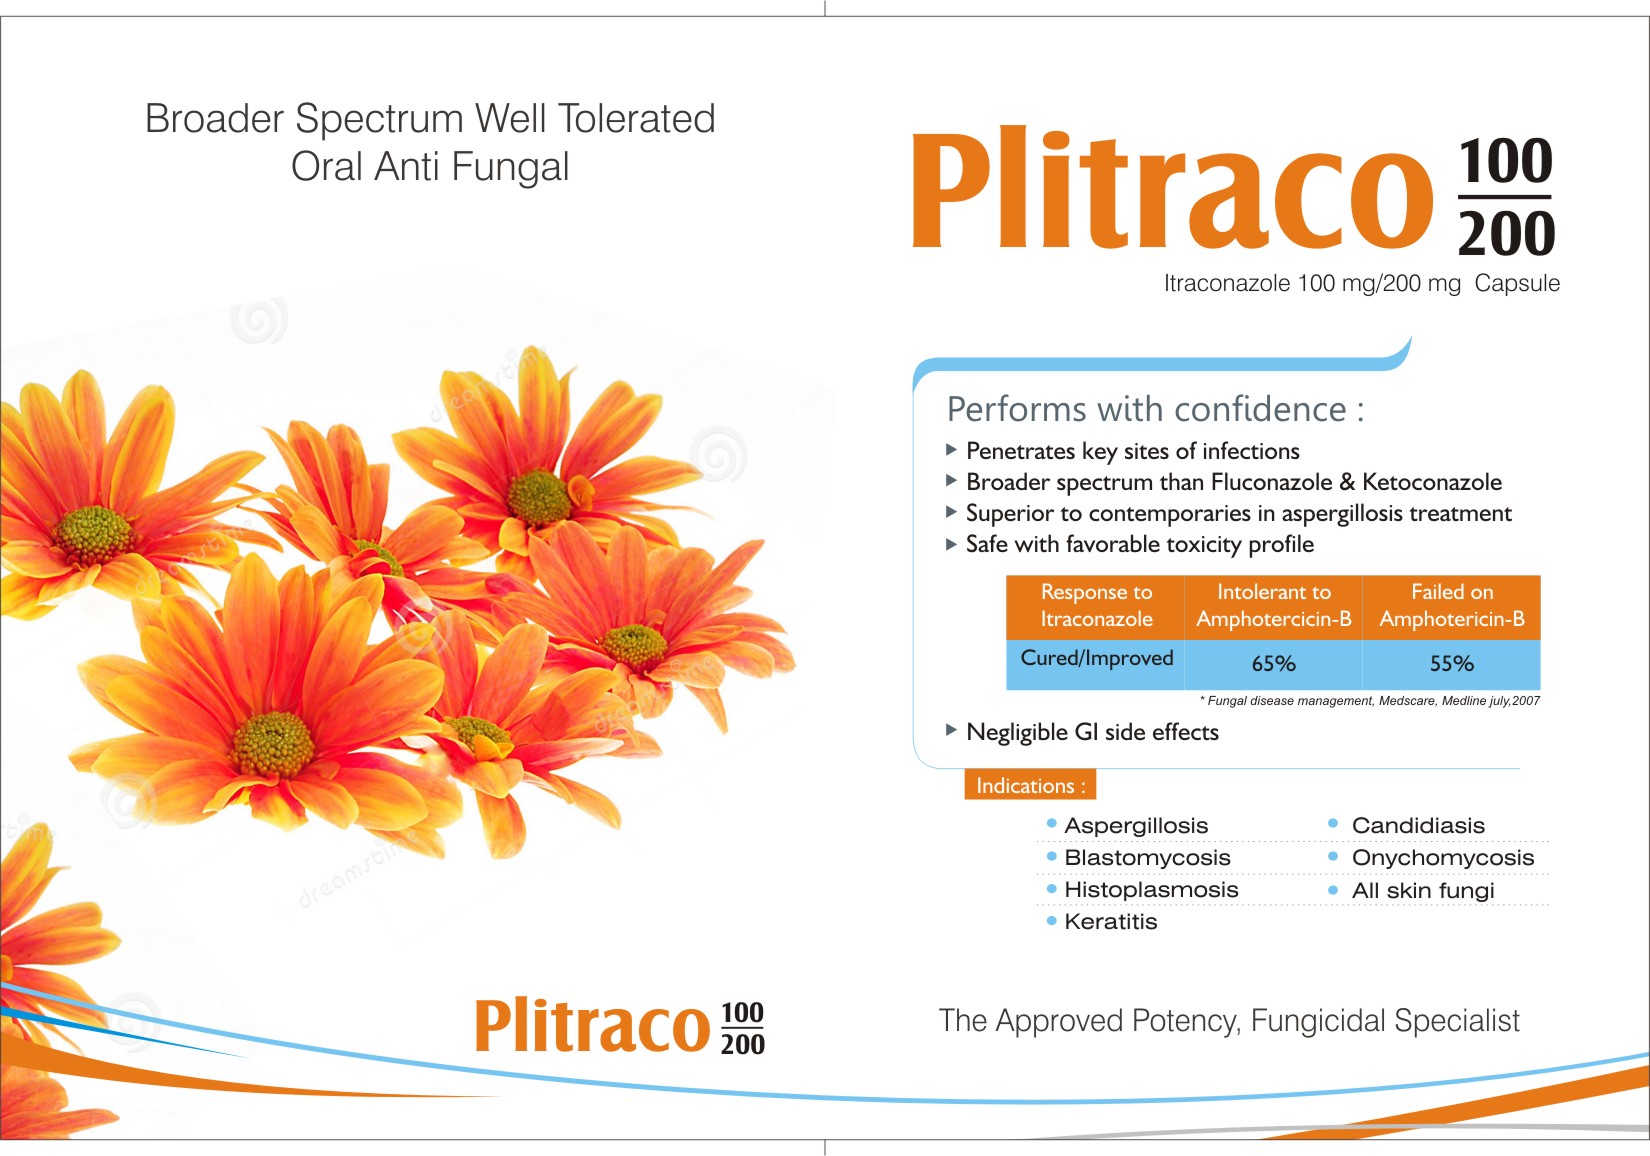 Broader Spectrum Well Tolerated
Oral Anti Fungal
dreamstime
dreamstime
dreamstime
Plitraco 100
200
Plitraco 100
200
Itraconazole 100 mg/200 mg Capsule
Performs with confidence :
Penetrates key sites of infections
Broader spectrum than Fluconazole & Ketoconazole
Superior to contemporaries in aspergillosis treatment
Safe with favorable toxicity profile
Response to Itraconazole
Intolerant to Amphotercicin-B
Failed on Amphotericin-B
Cured/Improved 65% 55%
* Fungal disease management, Medscare, Medline july,2007
Negligible GI side effects
Indications :
Aspergillosis
Blastomycosis
Histoplasmosis
Keratitis
Candidiasis
Onychomycosis
All skin fungi
The Approved Potency, Fungicidal Specialist